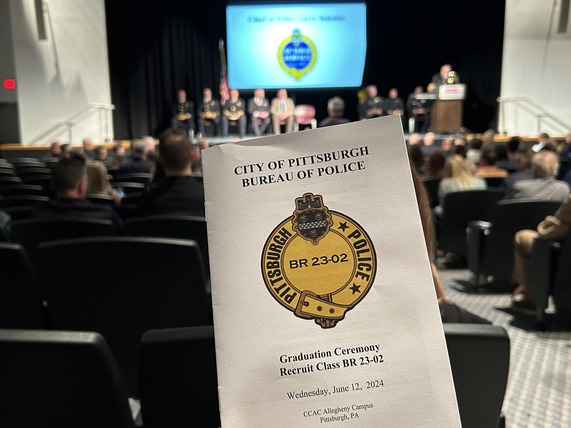 CITY OF PITTSBURGH
BUREAU OF POLICE
PITTSBURGH POLICE
BR 23-02
Graduation Ceremony
Recruit Class BR 23-02
Wednesday, June 12, 2024
CCAC Allegheny Campus
Pittsburgh, PA